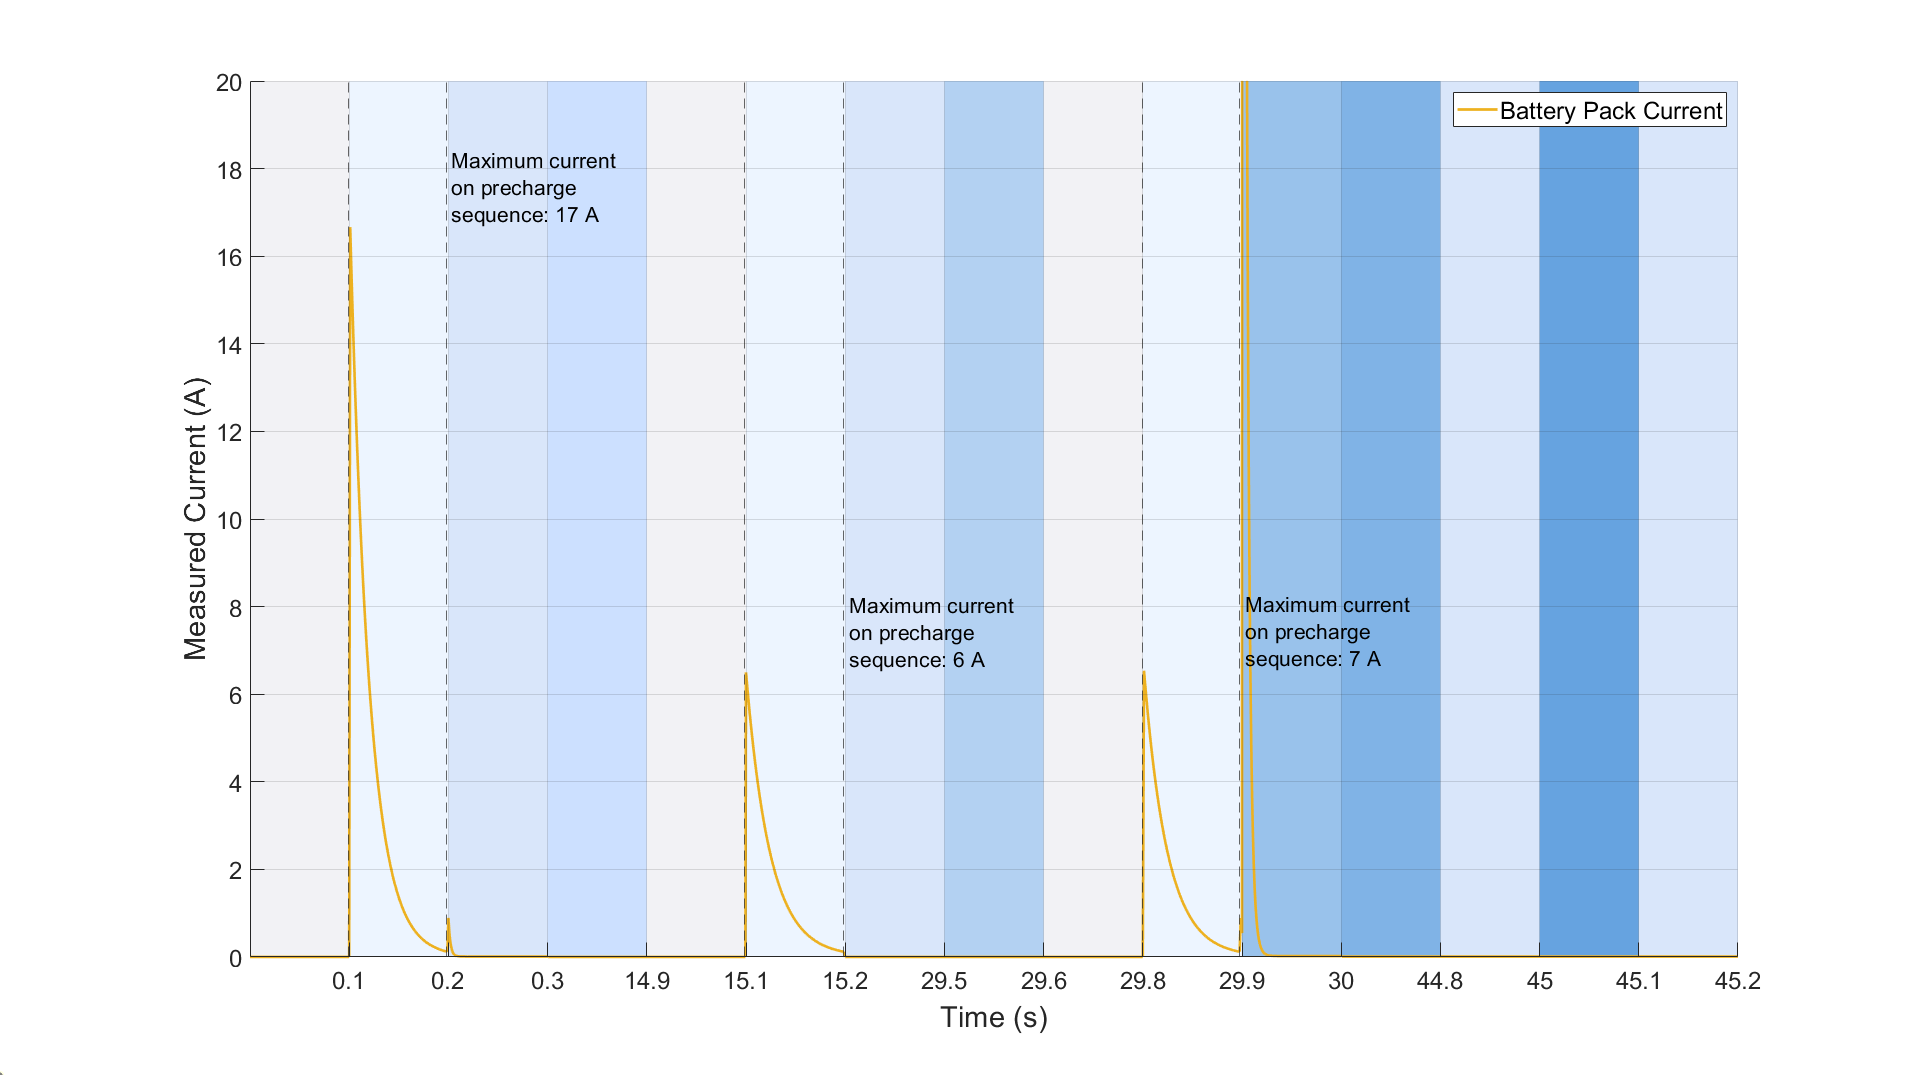 20
18
16
14
12
10
8
6
4
2
0
Measured Current (A)
Battery Pack Current
Maximum current
on precharge
sequence: 17 A
Maximum current
on precharge
sequence: 6 A
Maximum current
on precharge
sequence: 7 A
0.1 0.2 0.3 14.9 15.1 15.2 29.5 29.6 29.8 29.9 30 44.8 45 45.1 45.2
Time (s)